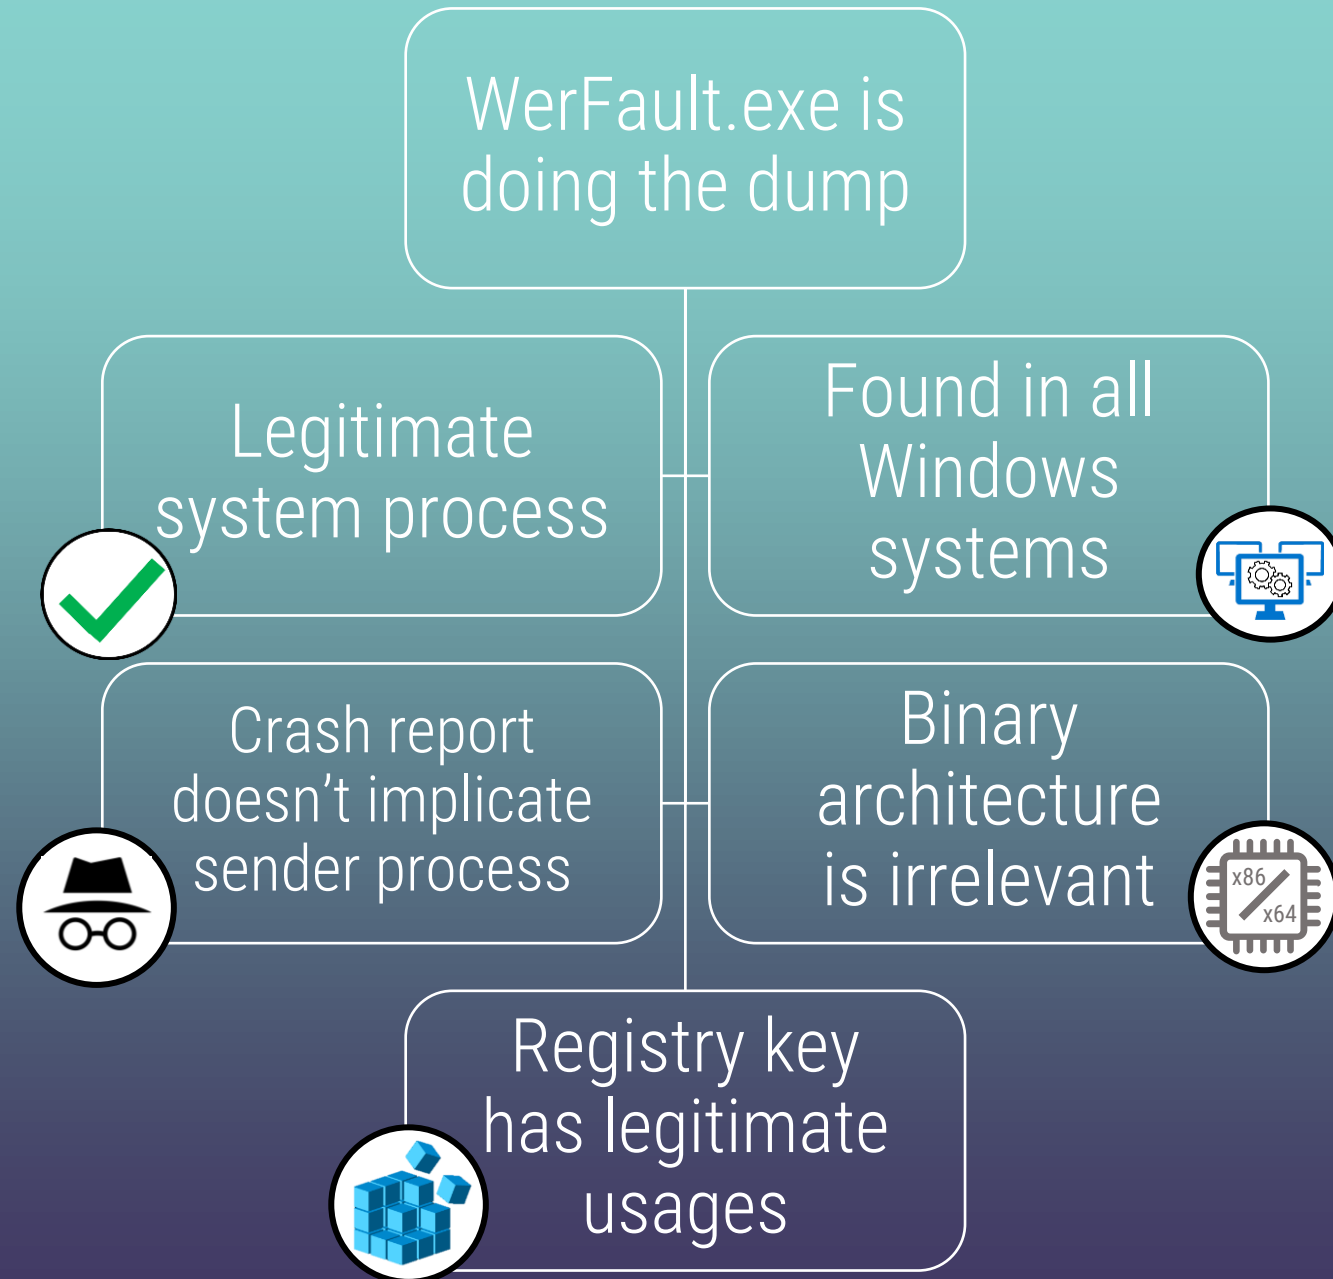 WerFault.exe is
doing the dump
Legitimate
system process
Found in all
Windows
systems
Crash report
doesn’t implicate
sender process
Binary
architecture
is irrelevant
x86
x64
Registry key
has legitimate
usages